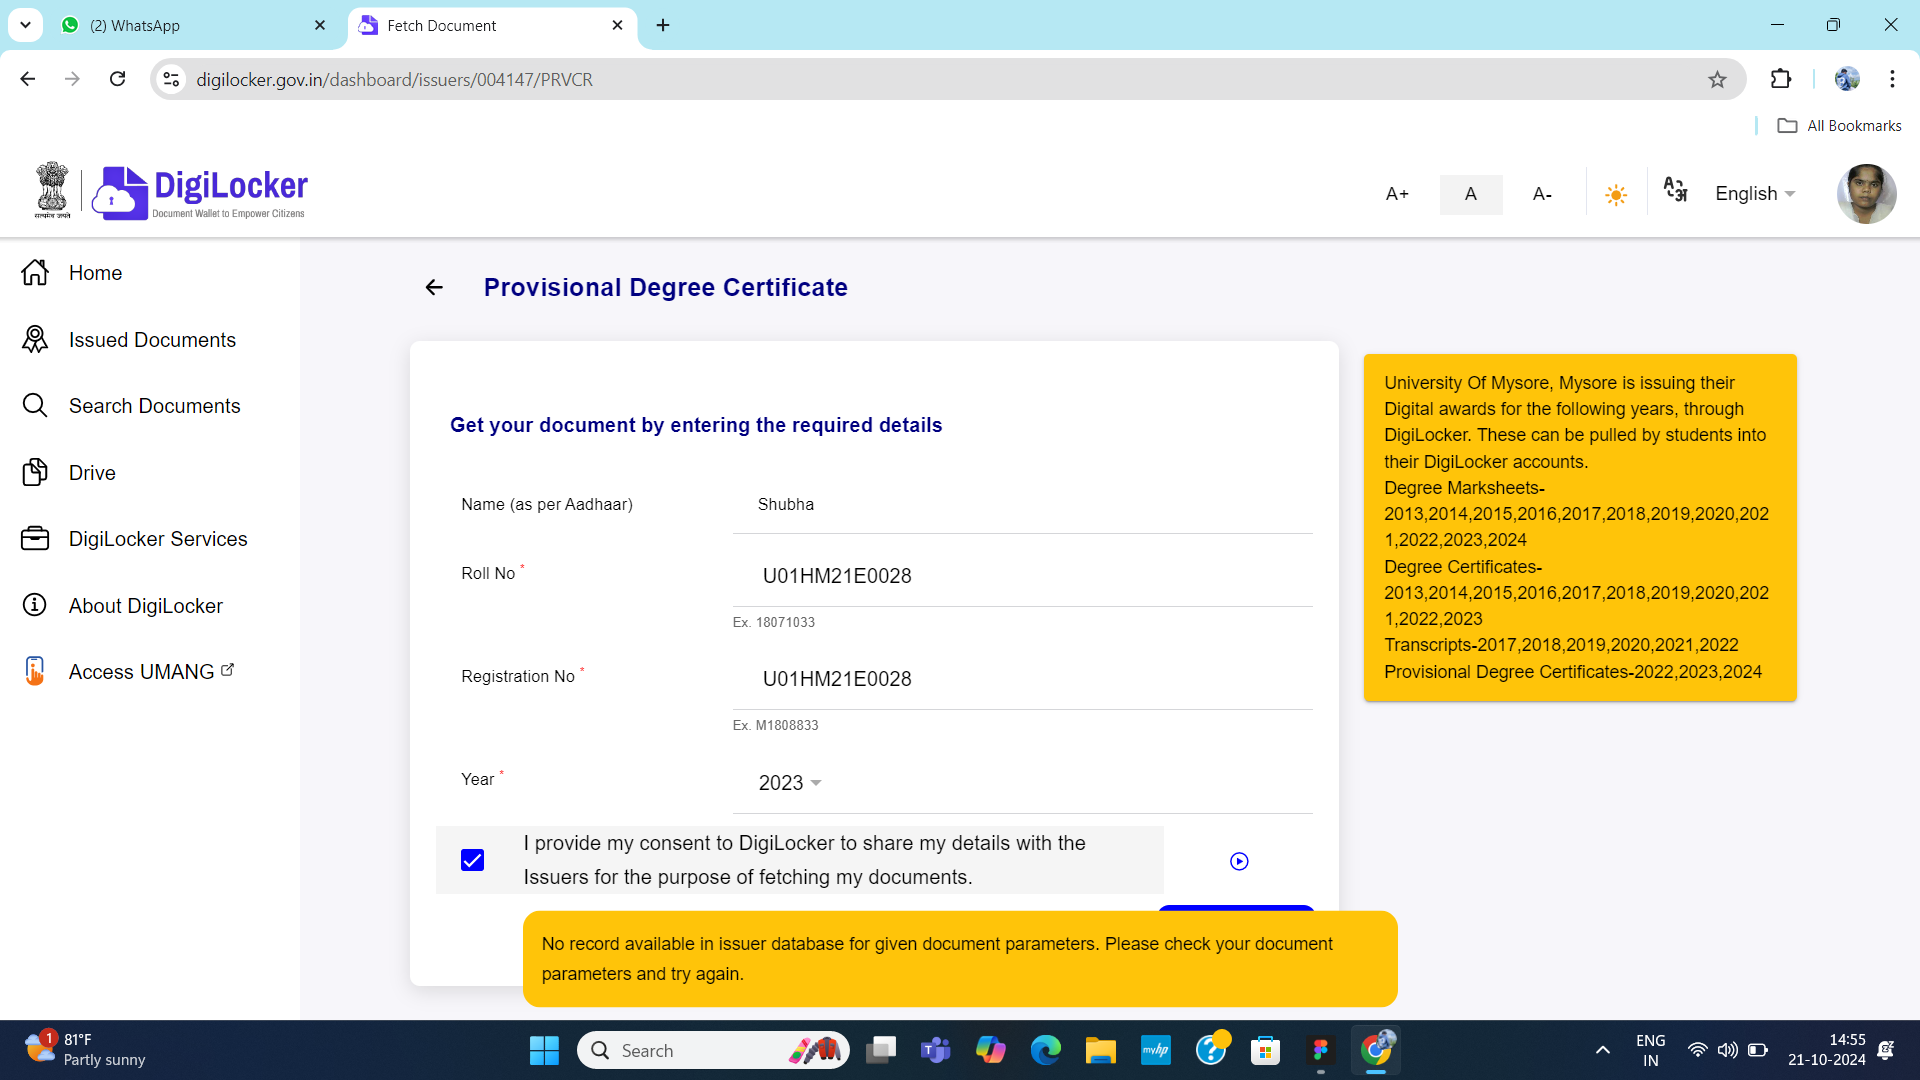 (2) WhatsApp
Fetch Document
digilocker.gov.in/dashboard/issuers/004147/PRVCR
All Bookmarks
सत्यमेव जयते
DigiLocker
Document Wallet to Empower Citizens
A+
A
A-
English
Home
Issued Documents
Search Documents
Drive
DigiLocker Services
About DigiLocker
Access UMANG
Provisional Degree Certificate
Get your document by entering the required details
Name (as per Aadhaar)
Shubha
Roll No *
U01HM21E0028
Ex. 18071033
Registration No *
U01HM21E0028
Ex. M1808833
Year *
2023
I provide my consent to DigiLocker to share my details with the
Issuers for the purpose of fetching my documents.
University Of Mysore, Mysore is issuing their
Digital awards for the following years, through
DigiLocker. These can be pulled by students into
their DigiLocker accounts.
Degree Marksheets-
2013,2014,2015,2016,2017,2018,2019,2020,202
1,2022,2023,2024
Degree Certificates-
2013,2014,2015,2016,2017,2018,2019,2020,202
1,2022,2023
Transcripts-2017,2018,2019,2020,2021,2022
Provisional Degree Certificates-2022,2023,2024
No record available in issuer database for given document parameters. Please check your document
parameters and try again.
1
81°F
Partly sunny
Search
myhp
ENG
IN
14:55
21-10-2024